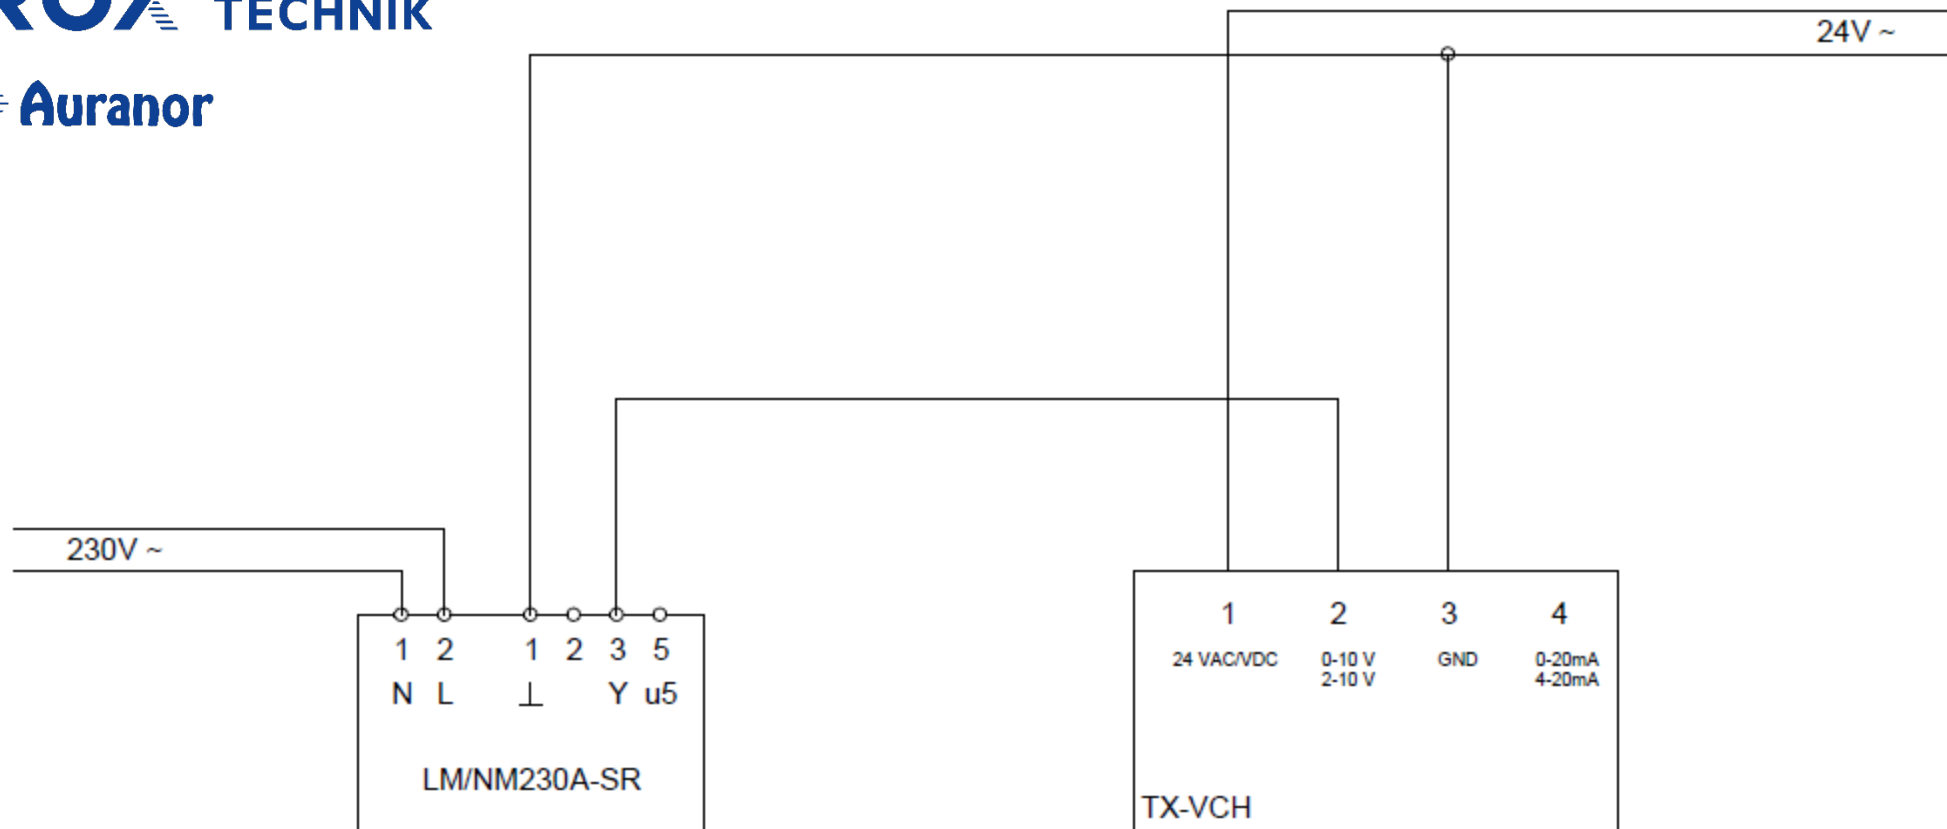 TECHNIK
Auranor
24V ~
230V ~
1 2 1 2 3 5
N L ⊥ Y u5
LM/NM230A-SR
1 2 3 4
24 VAC/VDC 0-10 V GND 0-20mA
2-10 V 4-20mA
TX-VCH